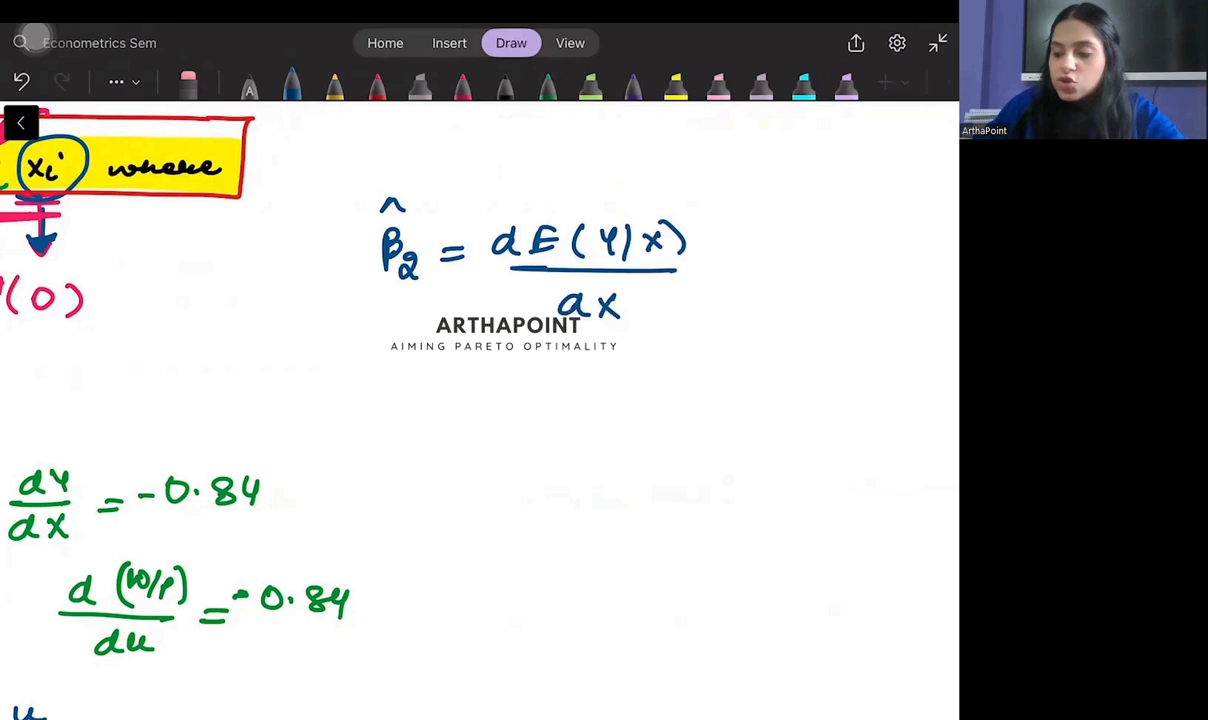 Econometrics Sem
Home Insert Draw View
A
xi' where
(0)
β̂2 = dE(Y|X)
dX
ARTHAPOINT
AIMING PARETO OPTIMALITY
dY
dX = -0.84
d (W/P)
du = -0.84
u
ArthaPoint